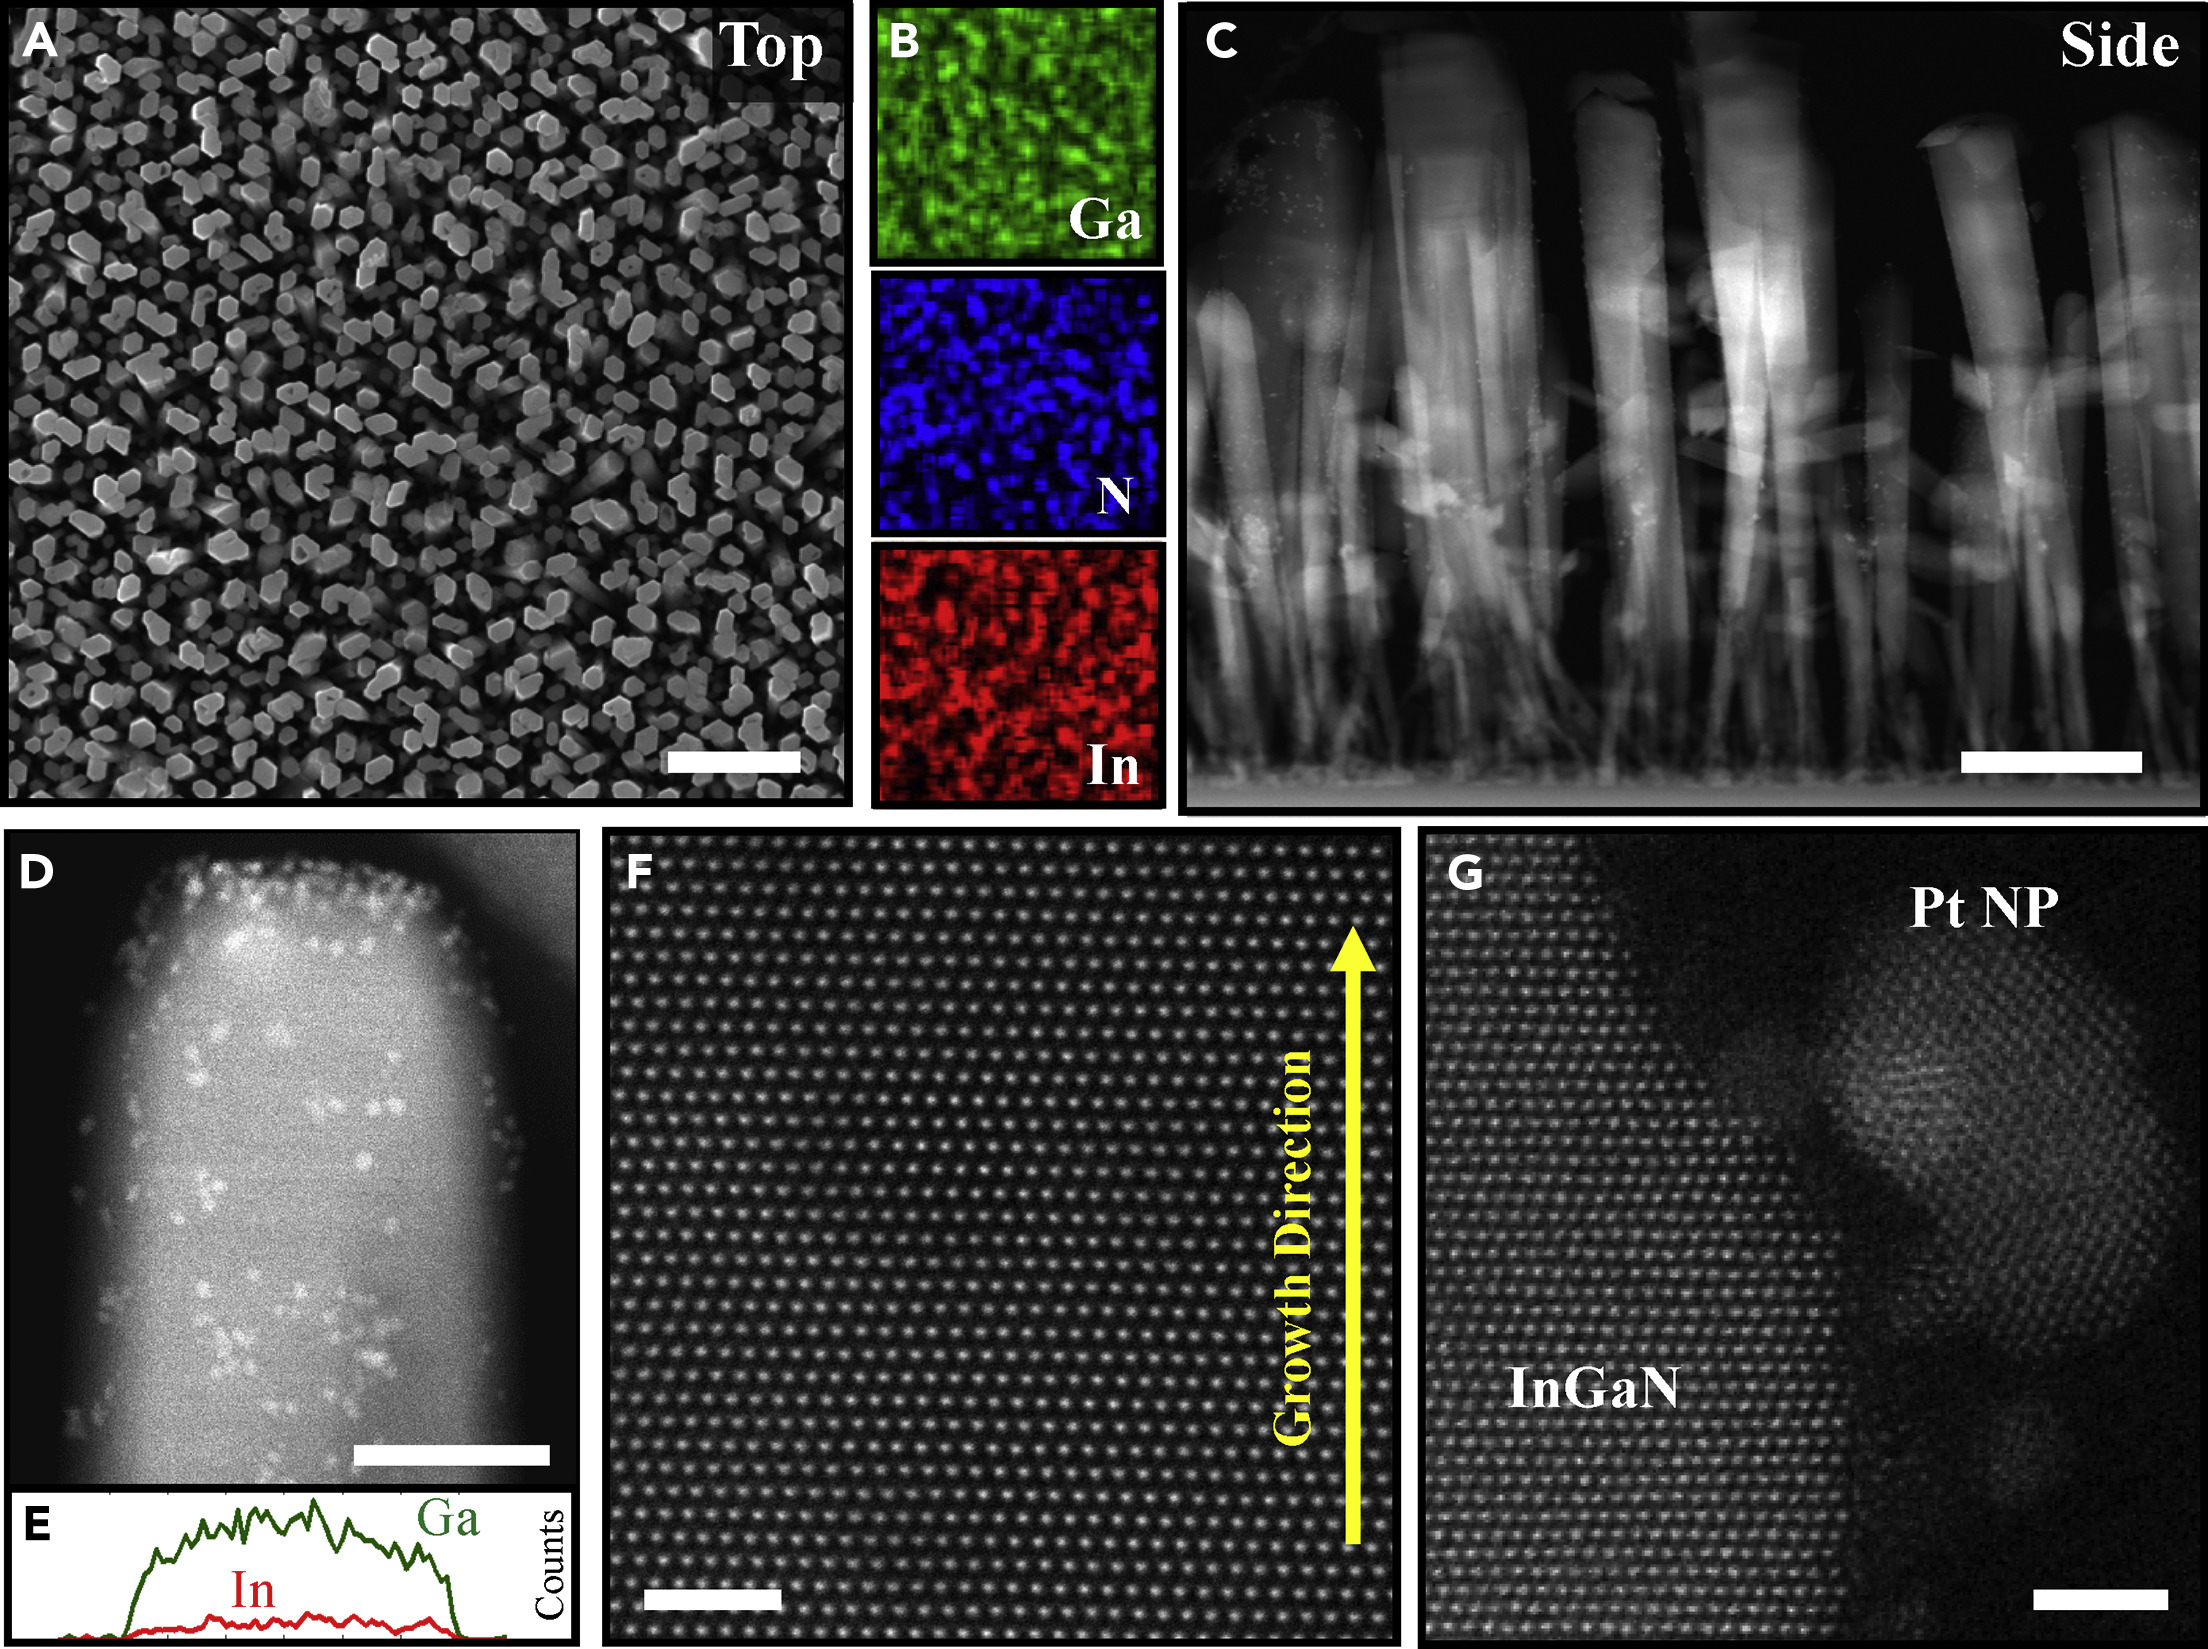 A
Top
B
Ga
N
In
C
Side
D
E
Ga
In
Counts
F
Growth Direction
G
Pt NP
InGaN